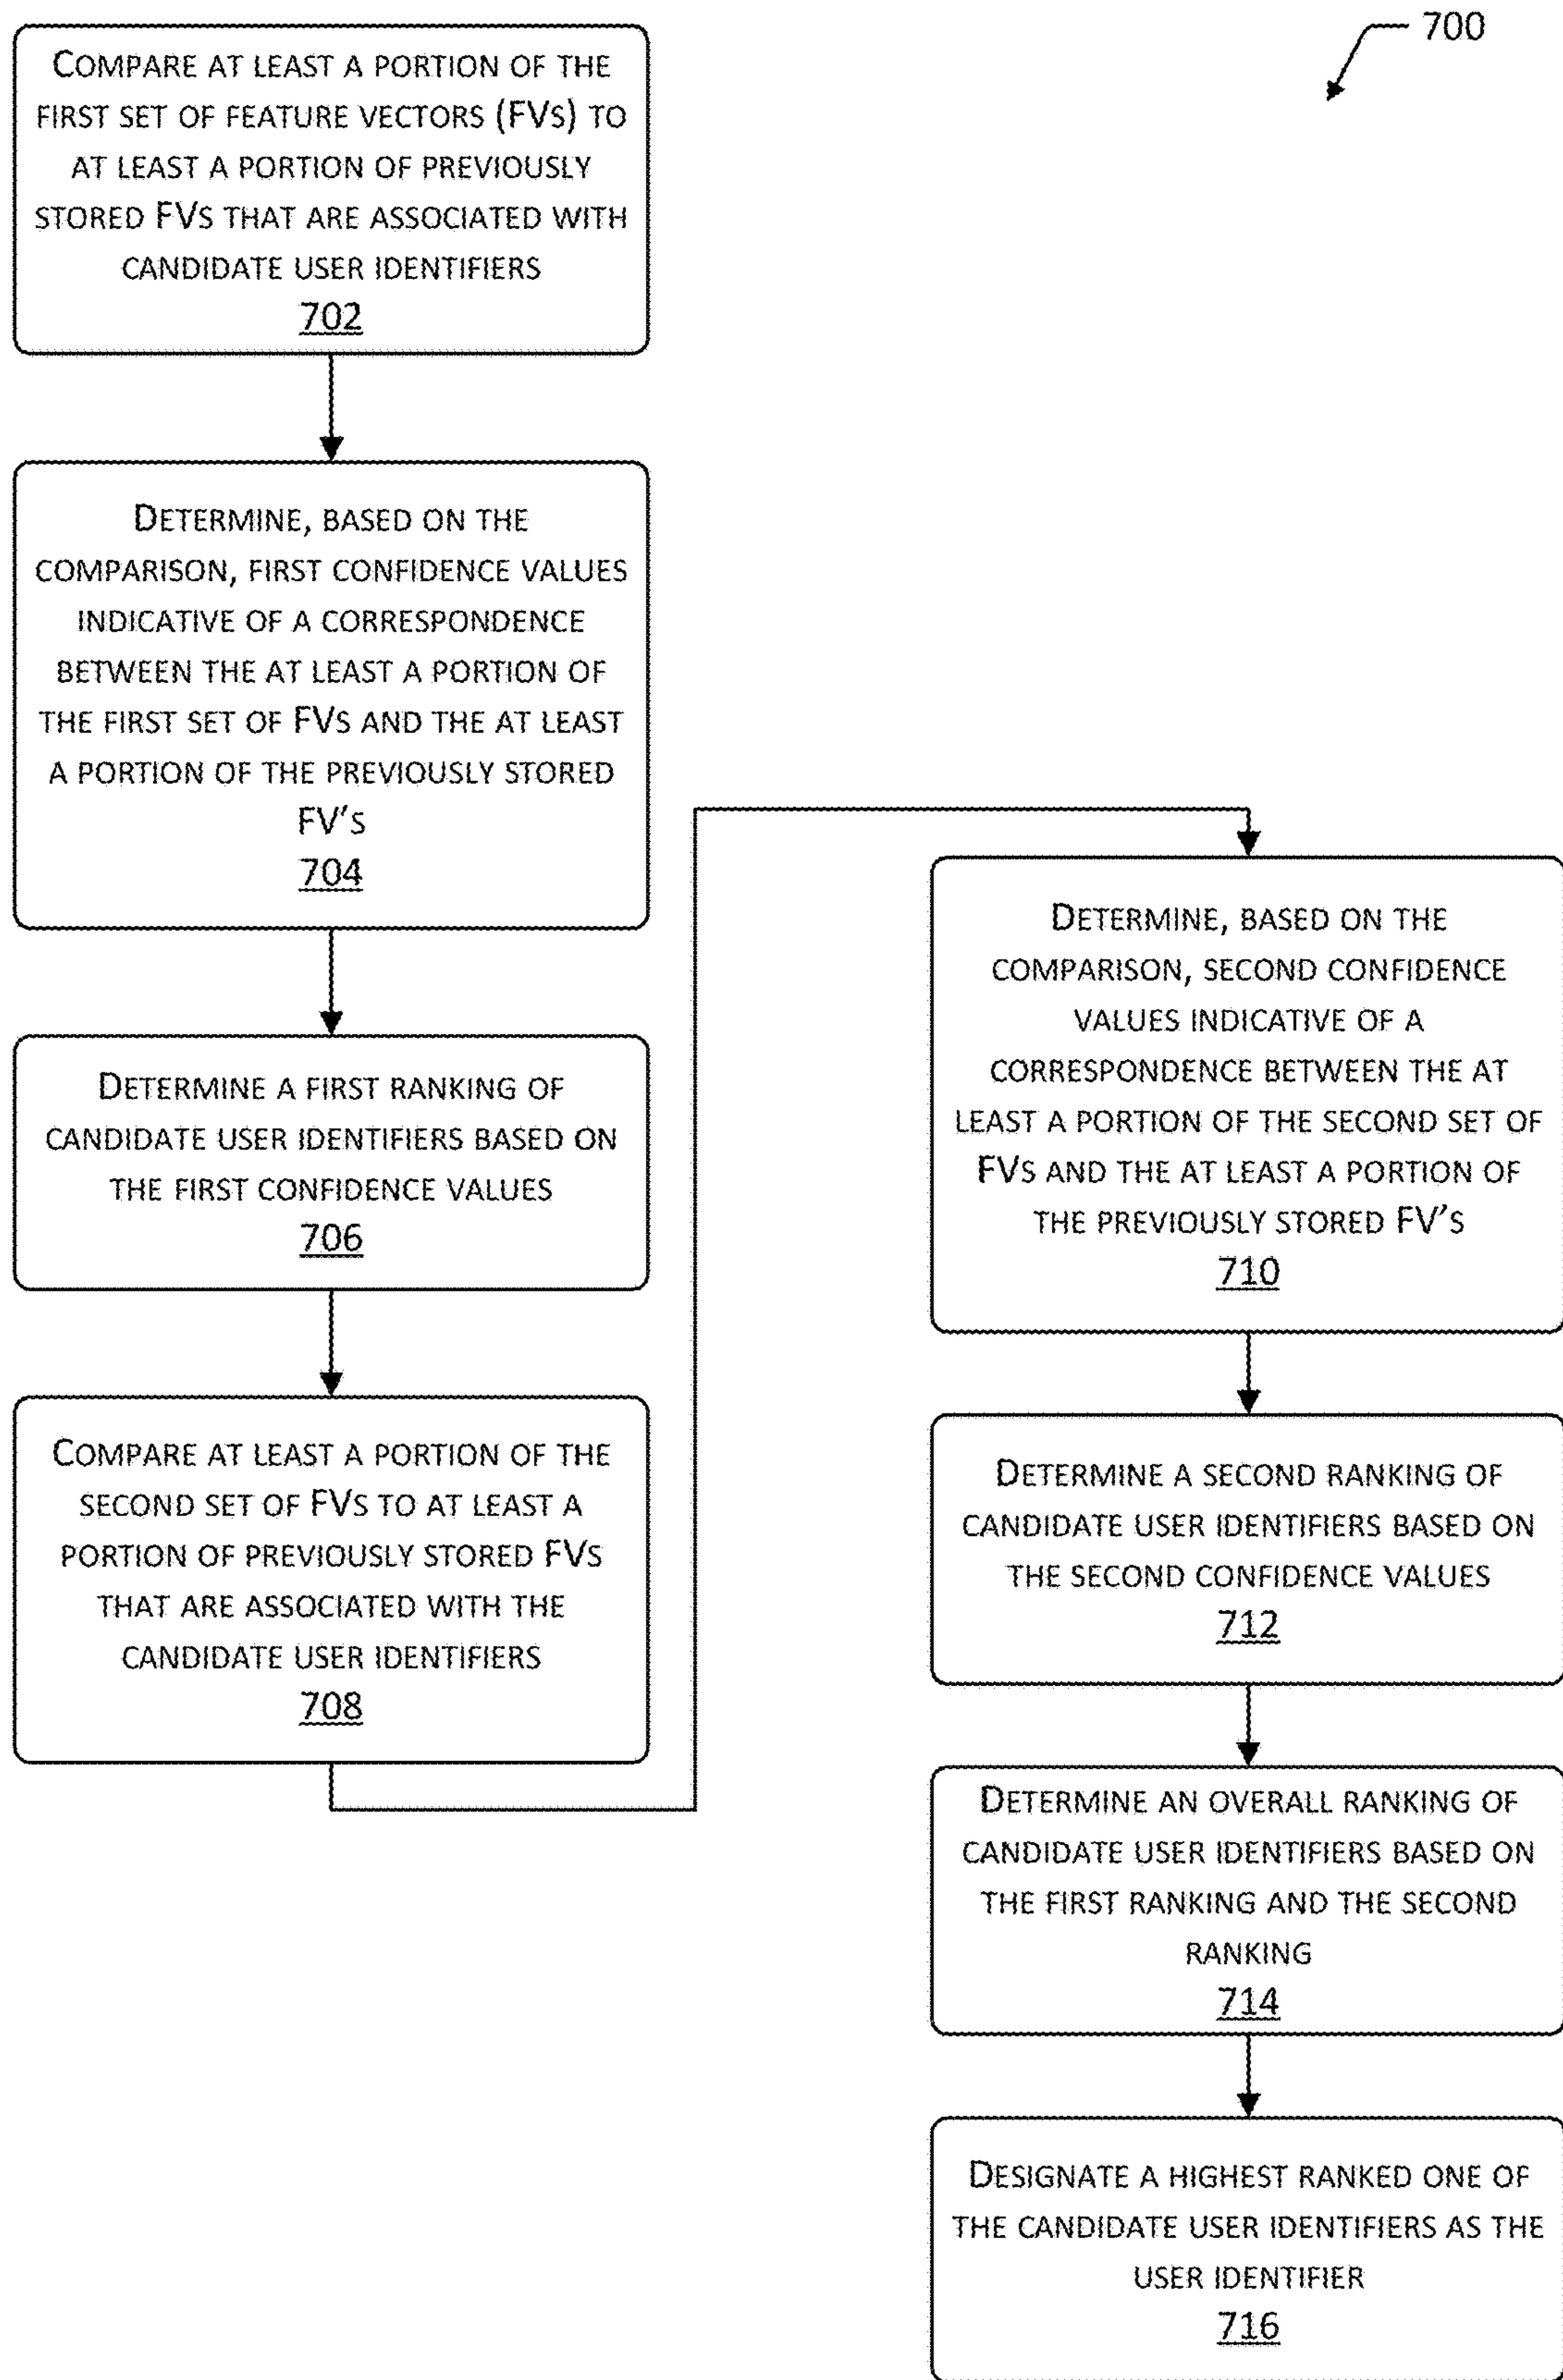 700
COMPARE AT LEAST A PORTION OF THE
FIRST SET OF FEATURE VECTORS (FVS) TO
AT LEAST A PORTION OF PREVIOUSLY
STORED FVS THAT ARE ASSOCIATED WITH
CANDIDATE USER IDENTIFIERS
702
DETERMINE, BASED ON THE
COMPARISON, FIRST CONFIDENCE VALUES
INDICATIVE OF A CORRESPONDENCE
BETWEEN THE AT LEAST A PORTION OF
THE FIRST SET OF FVS AND THE AT LEAST
A PORTION OF THE PREVIOUSLY STORED
FV'S
704
DETERMINE A FIRST RANKING OF
CANDIDATE USER IDENTIFIERS BASED ON
THE FIRST CONFIDENCE VALUES
706
COMPARE AT LEAST A PORTION OF THE
SECOND SET OF FVS TO AT LEAST A
PORTION OF PREVIOUSLY STORED FVS
THAT ARE ASSOCIATED WITH THE
CANDIDATE USER IDENTIFIERS
708
DETERMINE, BASED ON THE
COMPARISON, SECOND CONFIDENCE
VALUES INDICATIVE OF A
CORRESPONDENCE BETWEEN THE AT
LEAST A PORTION OF THE SECOND SET OF
FVS AND THE AT LEAST A PORTION OF
THE PREVIOUSLY STORED FV'S
710
DETERMINE A SECOND RANKING OF
CANDIDATE USER IDENTIFIERS BASED ON
THE SECOND CONFIDENCE VALUES
712
DETERMINE AN OVERALL RANKING OF
CANDIDATE USER IDENTIFIERS BASED ON
THE FIRST RANKING AND THE SECOND
RANKING
714
DESIGNATE A HIGHEST RANKED ONE OF
THE CANDIDATE USER IDENTIFIERS AS THE
USER IDENTIFIER
716